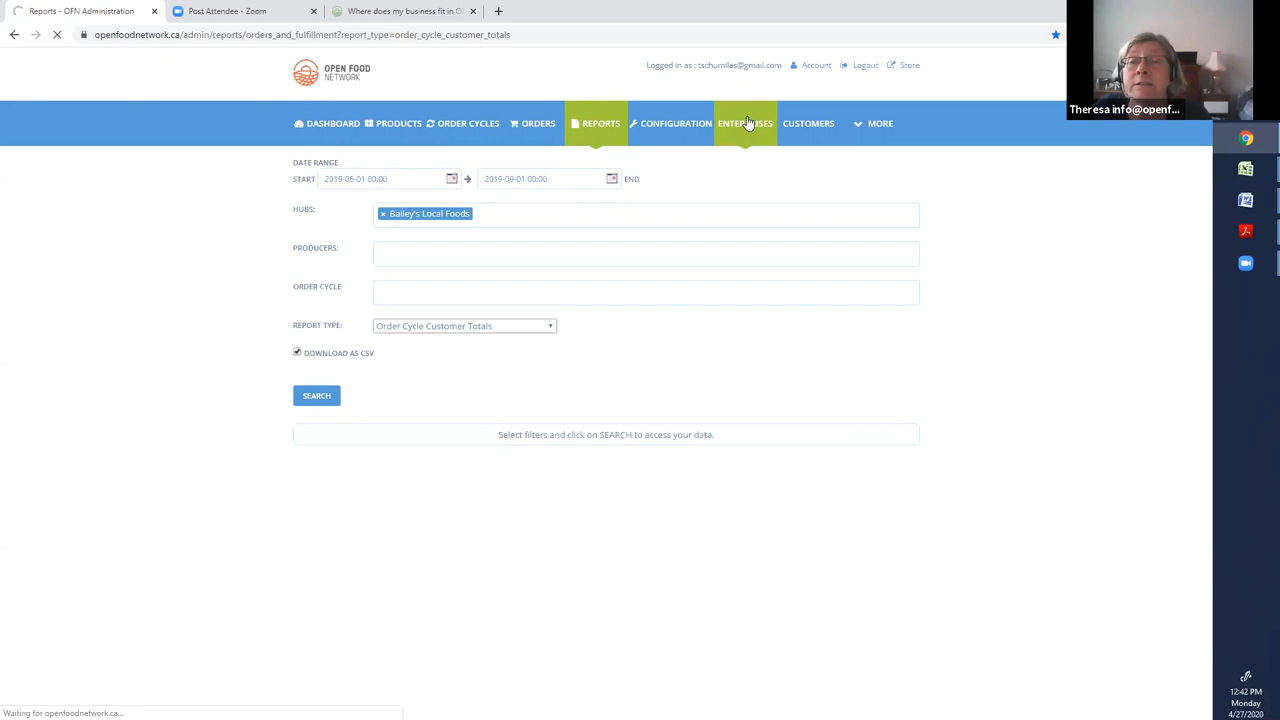 Reports - OFN Administration
Post Attendee - Zoom
Where does my business fit in O
openfoodnetwork.ca/admin/reports/orders_and_fulfillment?report_type=order_cycle_customer_totals
OPEN FOOD
NETWORK
Logged in as : tschumilas@gmail.com
Account
Logout
Store
Theresa info@openf...
DASHBOARD
PRODUCTS
ORDER CYCLES
ORDERS
REPORTS
CONFIGURATION
ENTERPRISES
CUSTOMERS
MORE
DATE RANGE
START
2019-06-01 00:00
2019-09-01 00:00
END
HUBS:
× Bailey's Local Foods
PRODUCERS:
ORDER CYCLE
REPORT TYPE:
Order Cycle Customer Totals
DOWNLOAD AS CSV
SEARCH
Select filters and click on SEARCH to access your data.
Waiting for openfoodnetwork.ca...
12:42 PM
Monday
4/27/2020